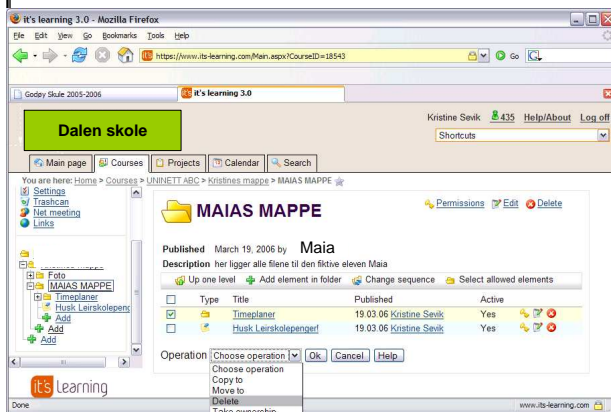 it's learning 3.0 - Mozilla Firefox
File Edit View Go Bookmarks Tools Help
https://www.its-learning.com/Main.aspx?CourseID=18543 Go
Godøy Skule 2005-2006 it's learning 3.0
Kristine Sevik 435 Help/About Log off
Dalen skole
Shortcuts
Main page Courses Projects Calendar Search
You are here: Home > Courses > UNINETT ABC > Kristines mappe > MAIAS MAPPE
Settings
Trashcan
Net meeting
Links
Foto
MAIAS MAPPE
Timeplaner
Husk Leirskolepeng
Add
Add
Add
MAIAS MAPPE
Permissions Edit Delete
Published March 19, 2006 by Maia
Description her ligger alle filene til den fiktive eleven Maia
Up one level Add element in folder Change sequence Select allowed elements
Type Title Published Active
Timeplaner 19.03.06 Kristine Sevik Yes
Husk Leirskolepenger! 19.03.06 Kristine Sevik Yes
Operation Choose operation Ok Cancel Help
Choose operation
Copy to
Move to
Delete
Take ownership
it's Learning
Done www.its-learning.com